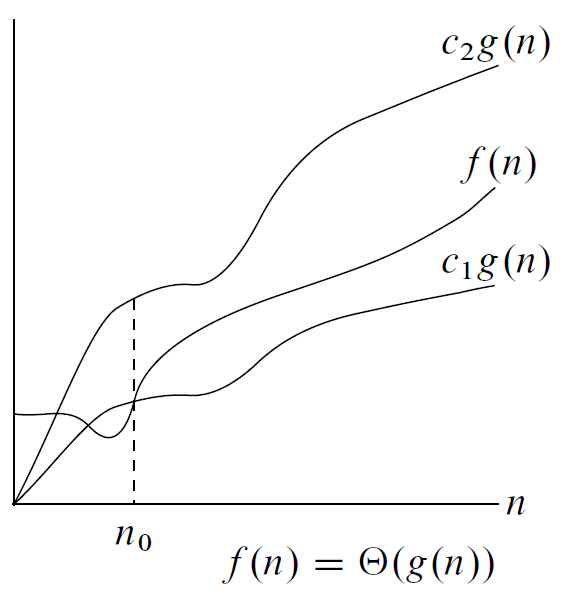 c₂g(n)
f(n)
c₁g(n)
n
n₀
f(n) = Θ(g(n))